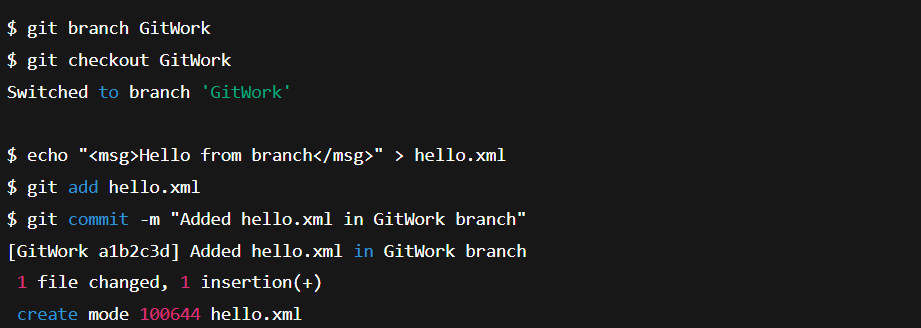 $ git branch GitWork
$ git checkout GitWork
Switched to branch 'GitWork'
$ echo "<msg>Hello from branch</msg>" > hello.xml
$ git add hello.xml
$ git commit -m "Added hello.xml in GitWork branch"
[GitWork a1b2c3d] Added hello.xml in GitWork branch
1 file changed, 1 insertion(+)
create mode 100644 hello.xml